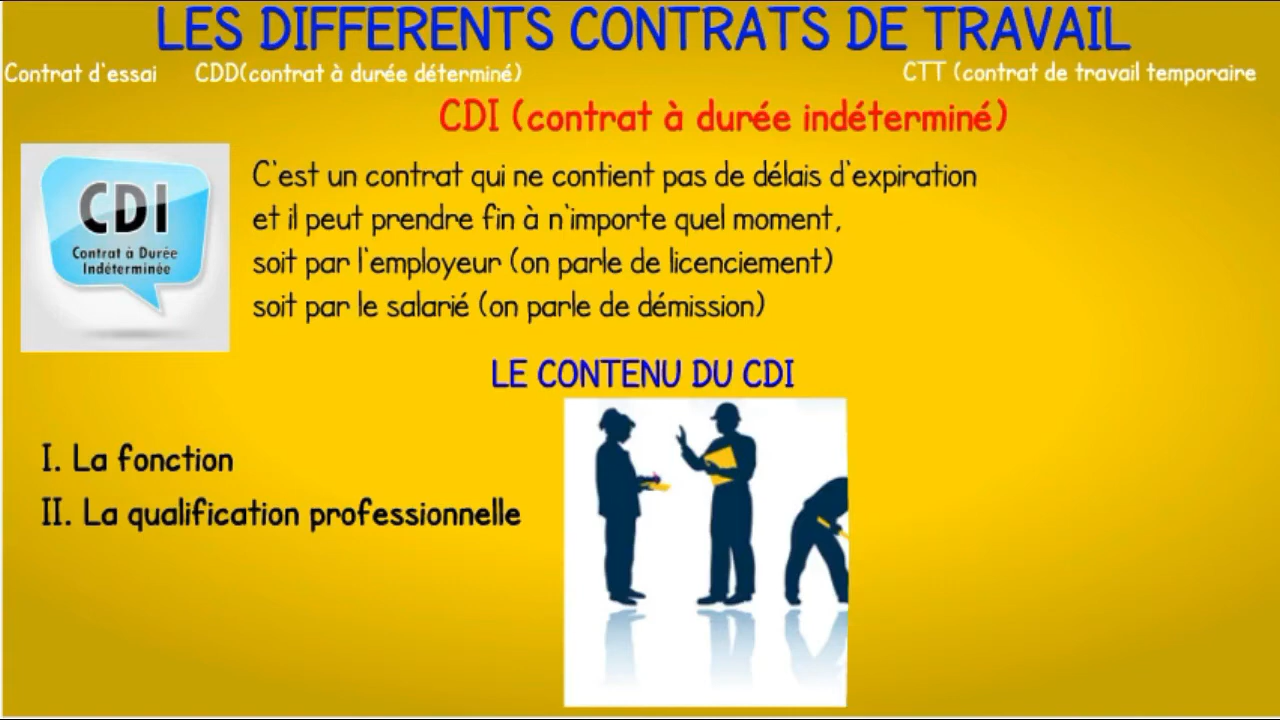 LES DIFFERENTS CONTRATS DE TRAVAIL
Contrat d'essai CDD(contrat à durée déterminé) CTT (contrat de travail temporaire
CDI (contrat à durée indéterminé)
CDI
Contrat à Durée
Indéterminée
C'est un contrat qui ne contient pas de délais d'expiration
et il peut prendre fin à n'importe quel moment,
soit par l'employeur (on parle de licenciement)
soit par le salarié (on parle de démission)
LE CONTENU DU CDI
I. La fonction
II. La qualification professionnelle